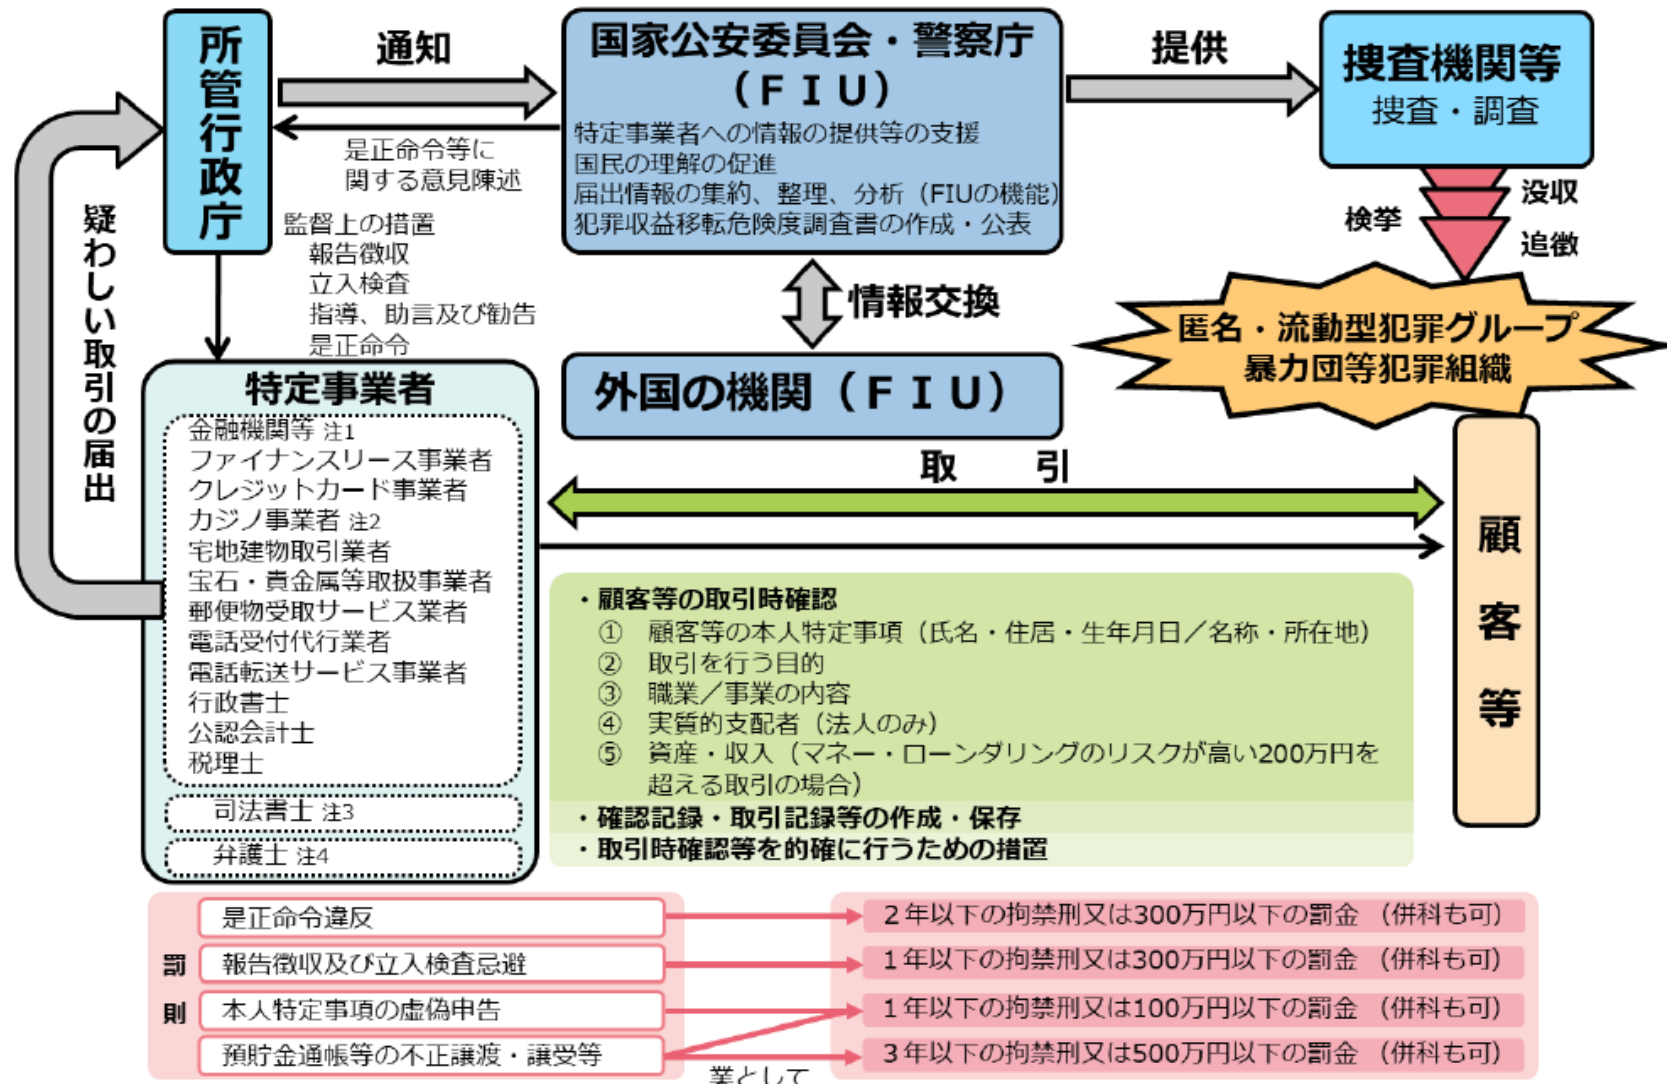 所管行政庁
通知
国家公安委員会・警察庁
（ＦＩＵ）
特定事業者への情報の提供等の支援
国民の理解の促進
届出情報の集約、整理、分析（FIUの機能）
犯罪収益移転危険度調査書の作成・公表
提供
捜査機関等
捜査・調査
是正命令等に
関する意見陳述
監督上の措置
報告徴収
立入検査
指導、助言及び勧告
是正命令
疑わしい取引の届出
検挙
没収
追徴
情報交換
外国の機関（ＦＩＵ）
匿名・流動型犯罪グループ
暴力団等犯罪組織
特定事業者
金融機関等 注1
ファイナンスリース事業者
クレジットカード事業者
カジノ事業者 注2
宅地建物取引業者
宝石・貴金属等取扱事業者
郵便物受取サービス業者
電話受付代行業者
電話転送サービス事業者
行政書士
公認会計士
税理士
司法書士 注3
弁護士 注4
取 引
顧客等
・顧客等の取引時確認
① 顧客等の本人特定事項（氏名・住居・生年月日／名称・所在地）
② 取引を行う目的
③ 職業／事業の内容
④ 実質的支配者（法人のみ）
⑤ 資産・収入（マネー・ローンダリングのリスクが高い200万円を
超える取引の場合）
・確認記録・取引記録等の作成・保存
・取引時確認等を的確に行うための措置
罰則
是正命令違反
２年以下の拘禁刑又は300万円以下の罰金 （併科も可）
報告徴収及び立入検査忌避
１年以下の拘禁刑又は300万円以下の罰金 （併科も可）
本人特定事項の虚偽申告
１年以下の拘禁刑又は100万円以下の罰金 （併科も可）
預貯金通帳等の不正譲渡・譲受等
３年以下の拘禁刑又は500万円以下の罰金 （併科も可）
業として